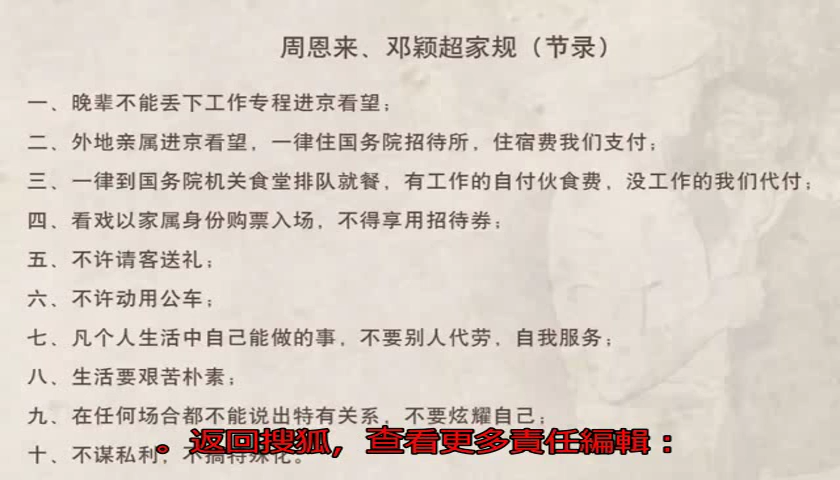 周恩来、邓颖超家规（节录）
一、晚辈不能丢下工作专程进京看望；
二、外地亲属进京看望，一律住国务院招待所，住宿费我们支付；
三、一律到国务院机关食堂排队就餐，有工作的自付伙食费，没工作的我们代付；
四、看戏以家属身份购票入场，不得享用招待券；
五、不许请客送礼；
六、不许动用公车；
七、凡个人生活中自己能做的事，不要别人代劳，自我服务；
八、生活要艰苦朴素；
九、在任何场合都不能说出特有关系，不要炫耀自己；
十、不谋私利，不搞特殊化。
。返回搜狐，查看更多責任編輯：